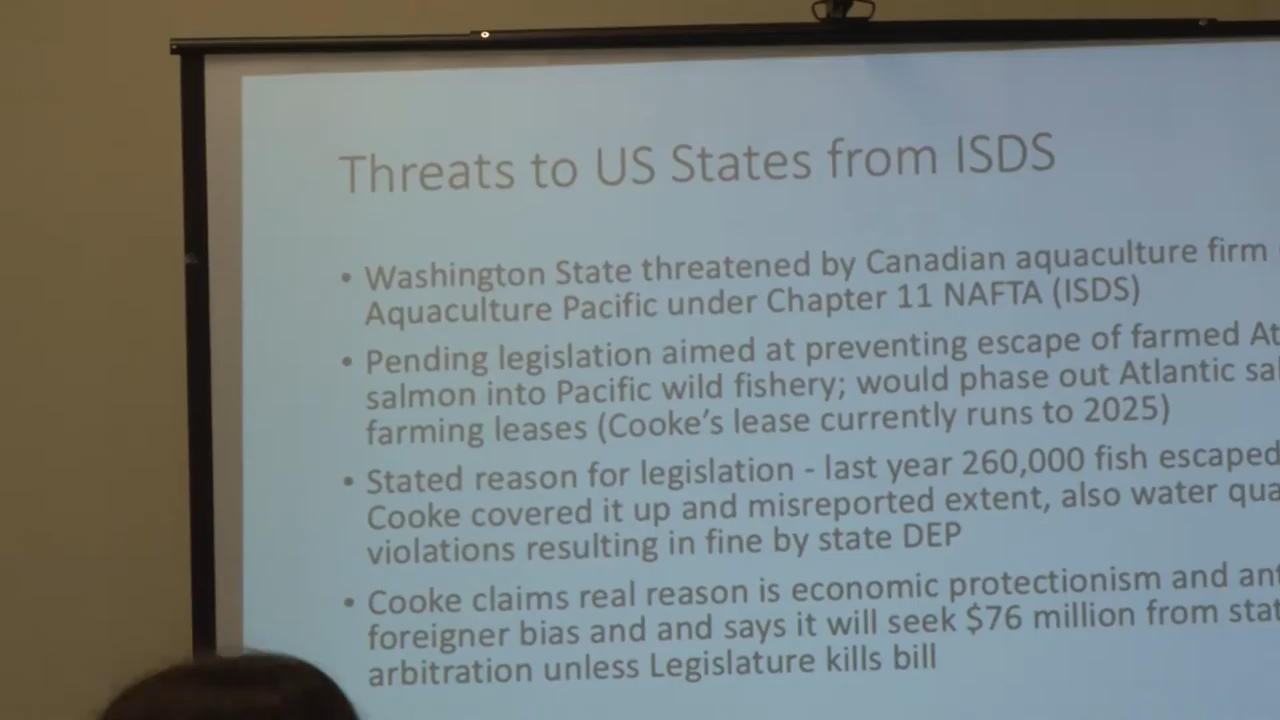 Threats to US States from ISDS
• Washington State threatened by Canadian aquaculture firm
Aquaculture Pacific under Chapter 11 NAFTA (ISDS)
• Pending legislation aimed at preventing escape of farmed At
salmon into Pacific wild fishery; would phase out Atlantic sal
farming leases (Cooke's lease currently runs to 2025)
• Stated reason for legislation - last year 260,000 fish escaped
Cooke covered it up and misreported extent, also water qua
violations resulting in fine by state DEP
• Cooke claims real reason is economic protectionism and ant
foreigner bias and and says it will seek $76 million from stat
arbitration unless Legislature kills bill